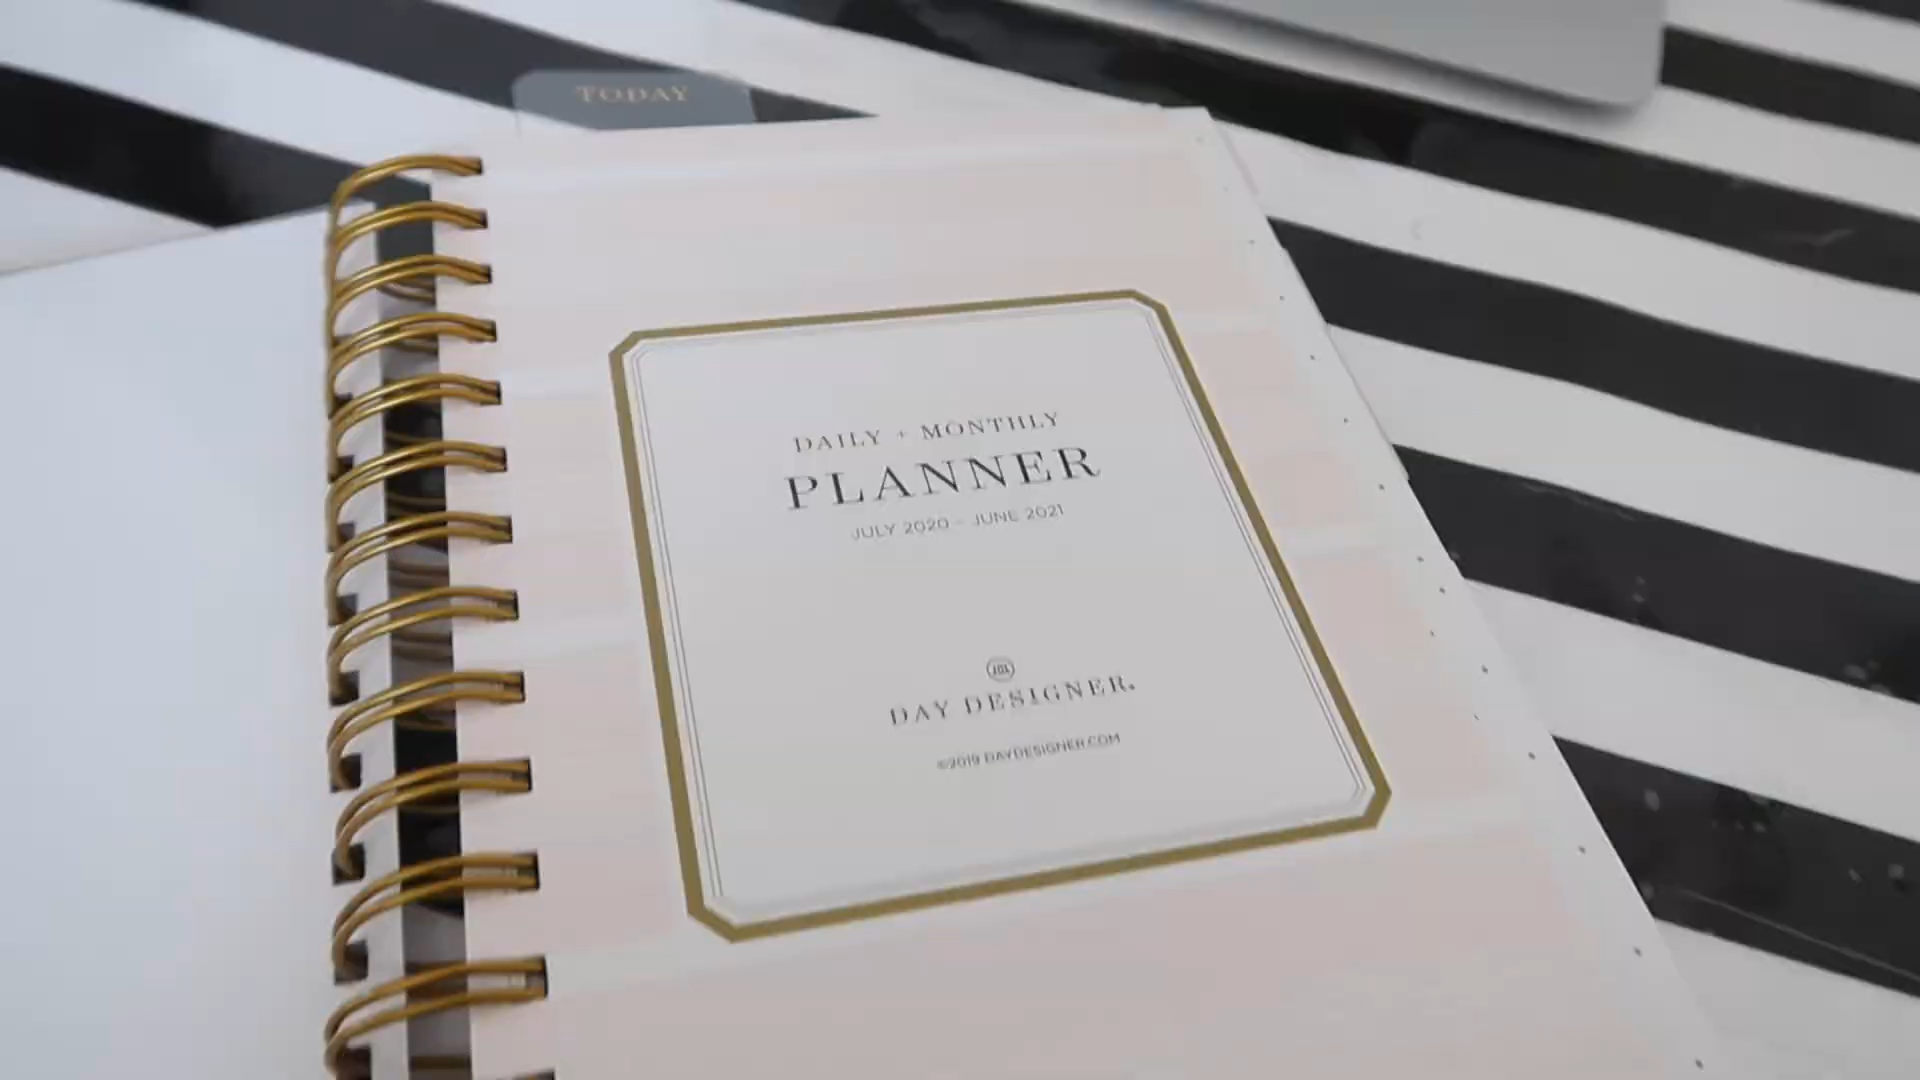 TODAY
DAILY + MONTHLY
PLANNER
JULY 2020 - JUNE 2021
DAY DESIGNER.
©2019 DAYDESIGNER.COM